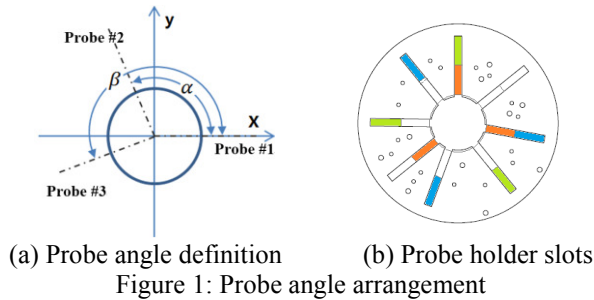 y
Probe #2
β
α
X
Probe #1
Probe #3
(a) Probe angle definition
(b) Probe holder slots
Figure 1: Probe angle arrangement